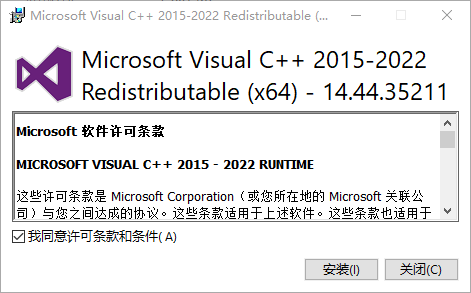 Microsoft Visual C++ 2015-2022 Redistributable (...
Microsoft Visual C++ 2015-2022
Redistributable (x64) - 14.44.35211
Microsoft 软件许可条款
MICROSOFT VISUAL C++ 2015 - 2022 RUNTIME
这些许可条款是 Microsoft Corporation（或您所在地的 Microsoft 关联公
司）与您之间达成的协议。这些条款适用于上述软件。这些条款也适用于
我同意许可条款和条件(A)
安装(I)
关闭(C)